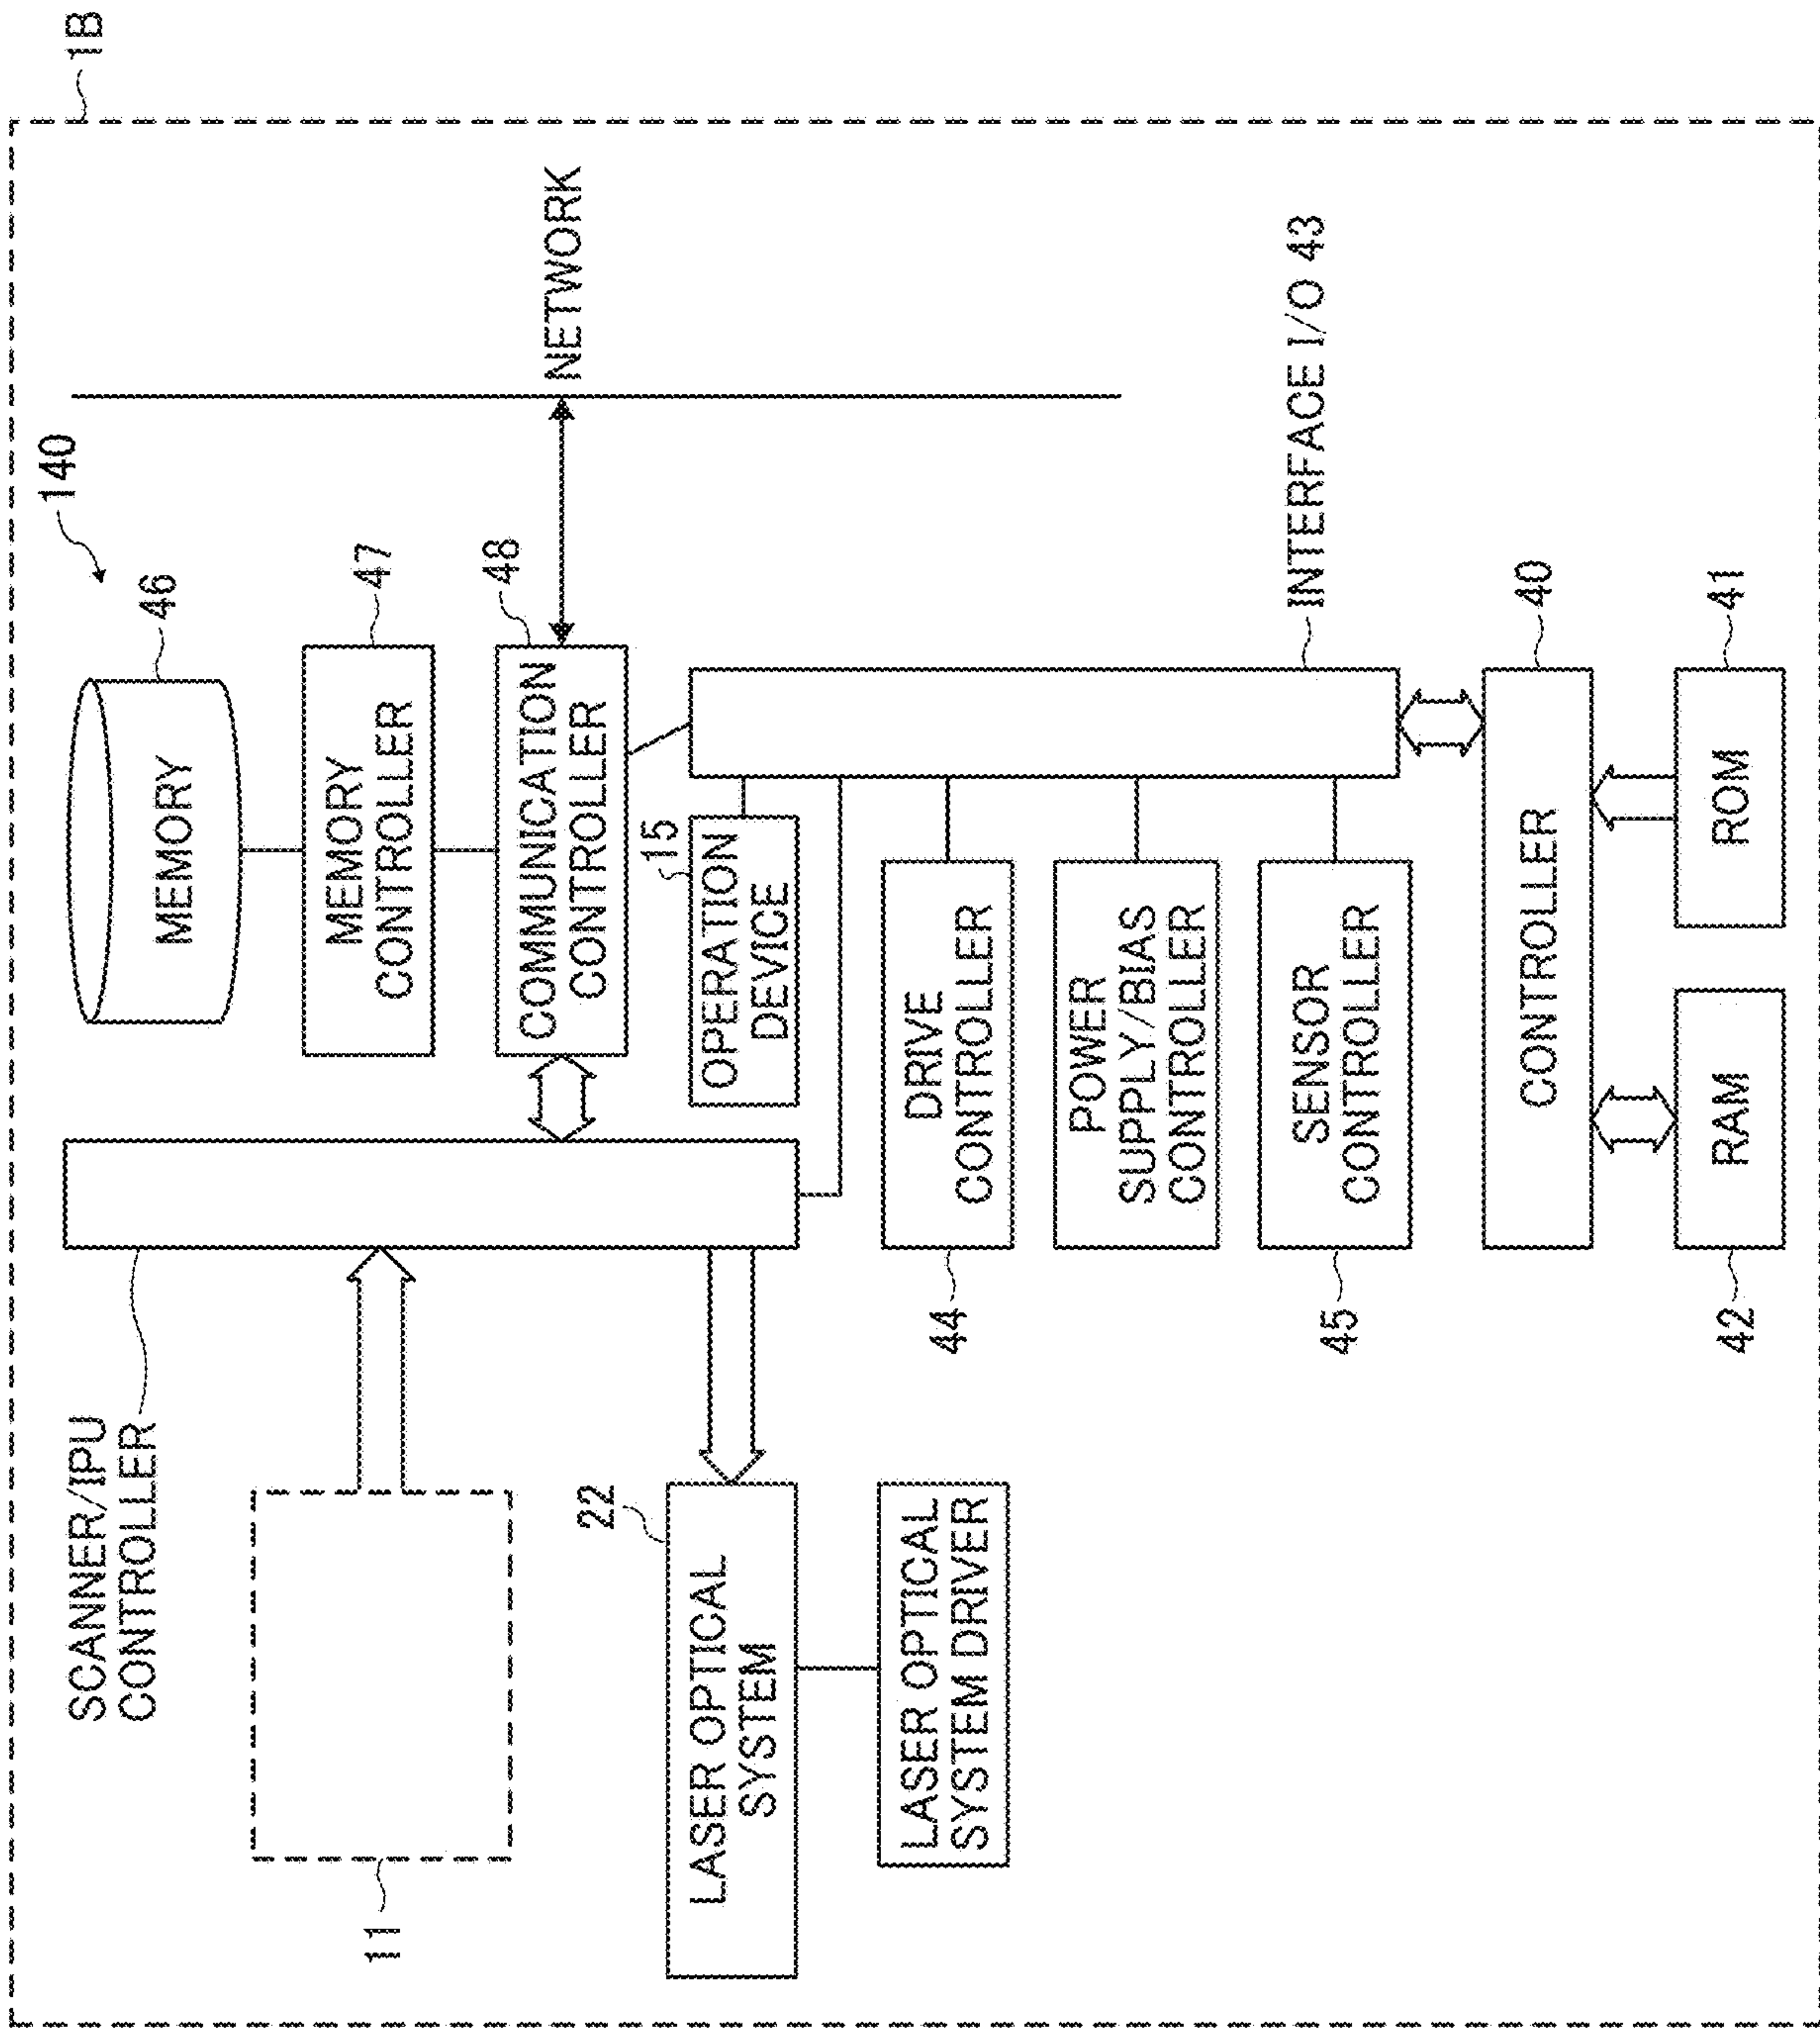 1B
140
SCANNER/IPU
CONTROLLER
MEMORY
46
MEMORY
CONTROLLER
47
11
COMMUNICATION
CONTROLLER
48
NETWORK
22
LASER OPTICAL
SYSTEM
15
OPERATION
DEVICE
LASER OPTICAL
SYSTEM DRIVER
DRIVE
CONTROLLER
44
POWER
SUPPLY/BIAS
CONTROLLER
SENSOR
CONTROLLER
45
INTERFACE I/O 43
CONTROLLER
40
RAM
42
ROM
41